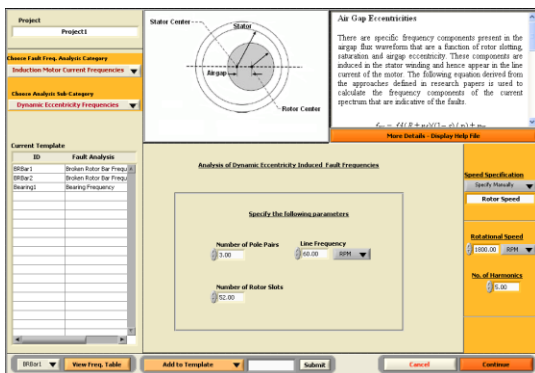 Project
Project1
Choose Fault Freq. Analysis Category
Induction Motor Current Frequencies
Choose Analysis Sub-Category
Dynamic Eccentricity Frequencies
Current Template
ID Fault Analysis
BRBar1 Broken Rotor Bar Frequ
BRBar2 Broken Rotor Bar Frequ
Bearing1 Bearing Frequency
BRBar1
View Freq. Table
Stator Center
Stator
Airgap
Rotor Center
Air Gap Eccentricities
There are specific frequency components present in the
airgap flux waveform that are a function of rotor slotting,
saturation and airgap eccentricity. These components are
induced in the stator winding and hence appear in the line
current of the motor. The following equation derived from
the approaches defined in research papers is used to
calculate the frequency components of the current
spectrum that are indicative of the faults.
More Details - Display Help File
Analysis of Dynamic Eccentricity Induced Fault Frequencies
Specify the following parameters
Number of Pole Pairs
3.00
Line Frequency
60.00 RPM
Number of Rotor Slots
52.00
Speed Specification
Specify Manually
Rotor Speed
Rotational Speed
1800.00 RPM
No. of Harmonics
5.00
Add to Template
Submit
Cancel
Continue